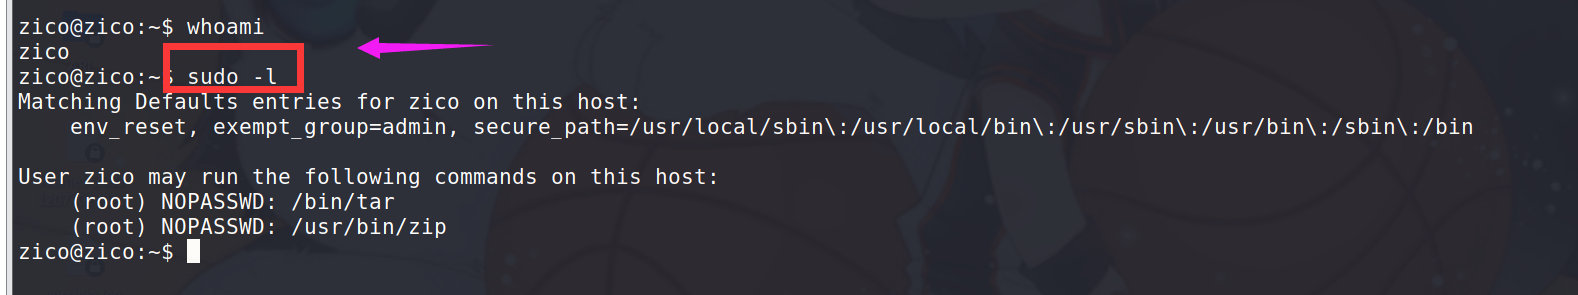 zico@zico:~$ whoami
zico
zico@zico:~$ sudo -l
Matching Defaults entries for zico on this host:
    env_reset, exempt_group=admin, secure_path=/usr/local/sbin\:/usr/local/bin\:/usr/sbin\:/usr/bin\:/sbin\:/bin

User zico may run the following commands on this host:
    (root) NOPASSWD: /bin/tar
    (root) NOPASSWD: /usr/bin/zip
zico@zico:~$